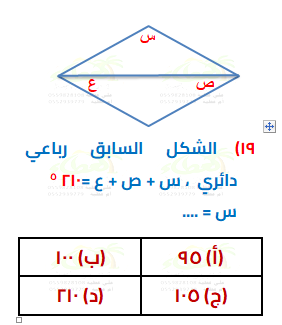 س
ع ص
١٩) الشكل السابق رباعي
دائري ، س + ص + ع =٢١٠ °
س = ....
(أ) ٩٥ (ب) ١٠٠
(ج) ١٠٥ (د) ٢١٠